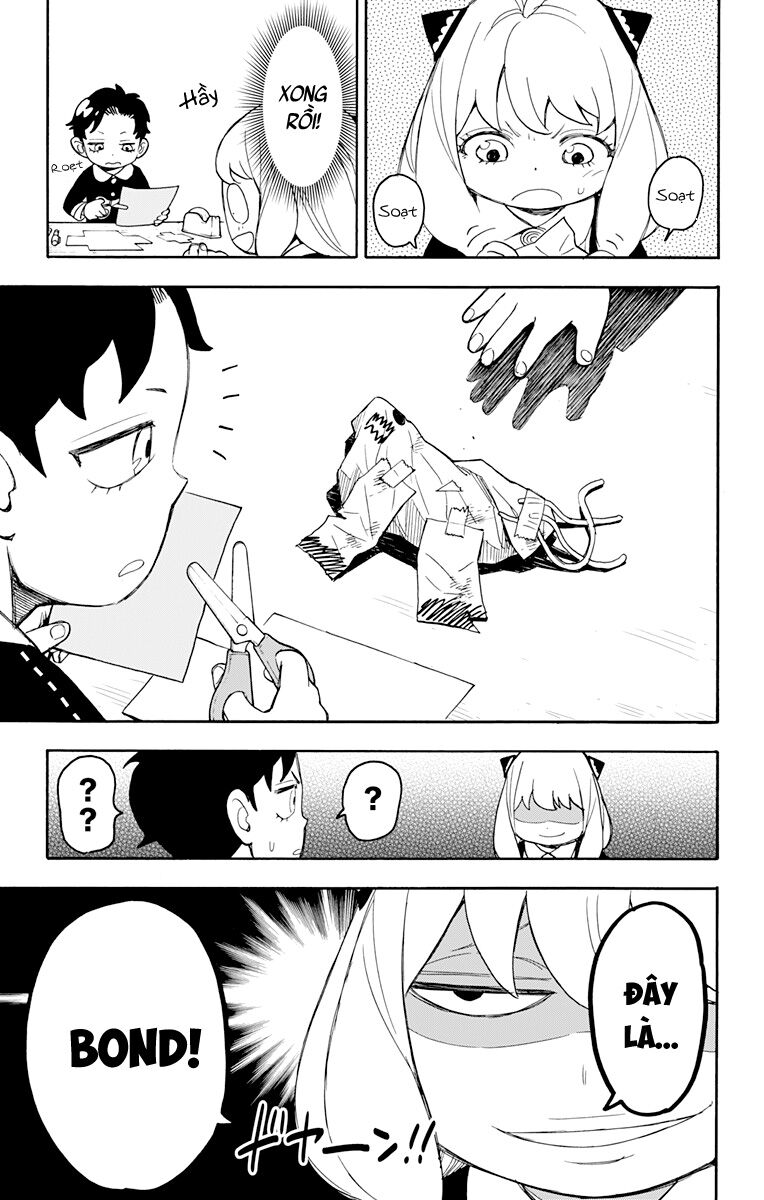 Soạt
Soạt
XONG
RỒI!
Hầy
Roẹt
?
?
?
ĐÂY
LÀ...
BOND!
ドヤーン!!